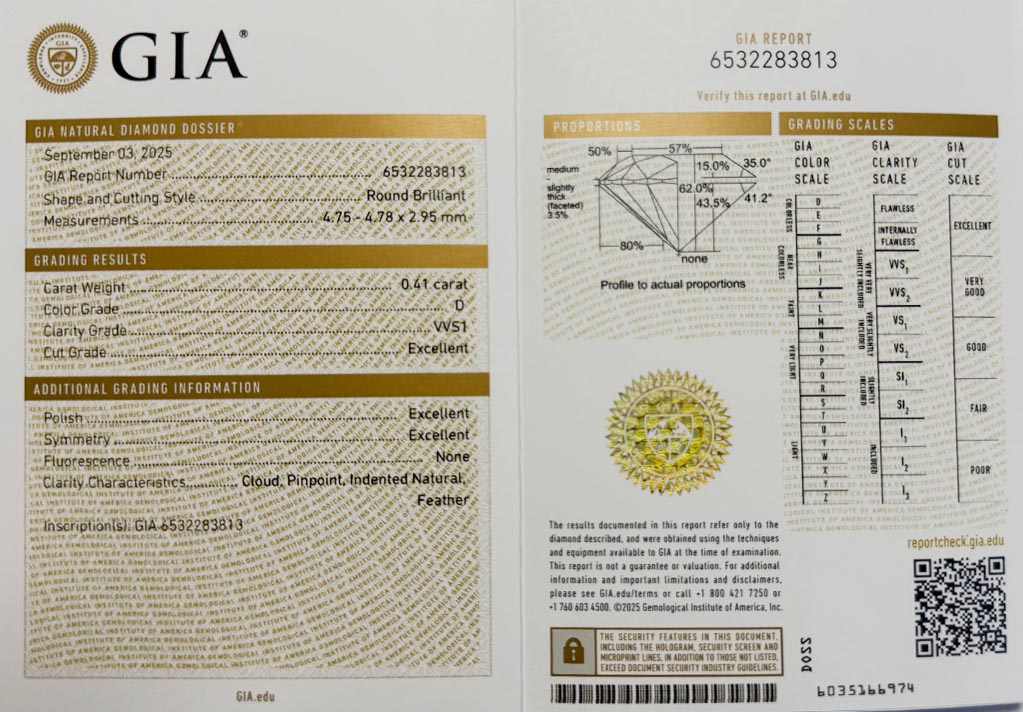 GIA®
GIA NATURAL DIAMOND DOSSIER®
September 03, 2025
GIA Report Number 6532283813
Shape and Cutting Style Round Brilliant
Measurements 4.75 - 4.78 x 2.95 mm
GRADING RESULTS
Carat Weight 0.41 carat
Color Grade D
Clarity Grade VVS1
Cut Grade Excellent
ADDITIONAL GRADING INFORMATION
Polish Excellent
Symmetry Excellent
Fluorescence None
Clarity Characteristics Cloud, Pinpoint, Indented Natural,
Feather
Inscription(s): GIA 6532283813
GIA.edu
GIA REPORT
6532283813
Verify this report at GIA.edu
PROPORTIONS
50%
57%
15.0%
35.0°
medium
-
slightly
thick
(faceted)
3.5%
62.0%
43.5%
41.2°
80%
none
Profile to actual proportions
GRADING SCALES
GIA
COLOR
SCALE
COLORLESS
D
E
F
NEAR COLORLESS
G
H
I
J
FAINT
K
L
M
VERY LIGHT
N
O
P
Q
R
LIGHT
S
T
U
V
W
X
Y
Z
GIA
CLARITY
SCALE
FLAWLESS
INTERNALLY
FLAWLESS
VERY VERY
SLIGHTLY INCLUDED
VVS1
VVS2
VERY SLIGHTLY
INCLUDED
VS1
VS2
SLIGHTLY
INCLUDED
SI1
SI2
INCLUDED
I1
I2
I3
GIA
CUT
SCALE
EXCELLENT
VERY
GOOD
GOOD
FAIR
POOR
The results documented in this report refer only to the
diamond described, and were obtained using the techniques
and equipment available to GIA at the time of examination.
This report is not a guarantee or valuation. For additional
information and important limitations and disclaimers,
please see GIA.edu/terms or call +1 800 421 7250 or
+1 760 603 4500. ©2025 Gemological Institute of America, Inc.
THE SECURITY FEATURES IN THIS DOCUMENT,
INCLUDING THE HOLOGRAM, SECURITY SCREEN AND
MICROPRINT LINES, IN ADDITION TO THOSE NOT LISTED,
EXCEED DOCUMENT SECURITY INDUSTRY GUIDELINES.
reportcheck.gia.edu
DO22
6035166974